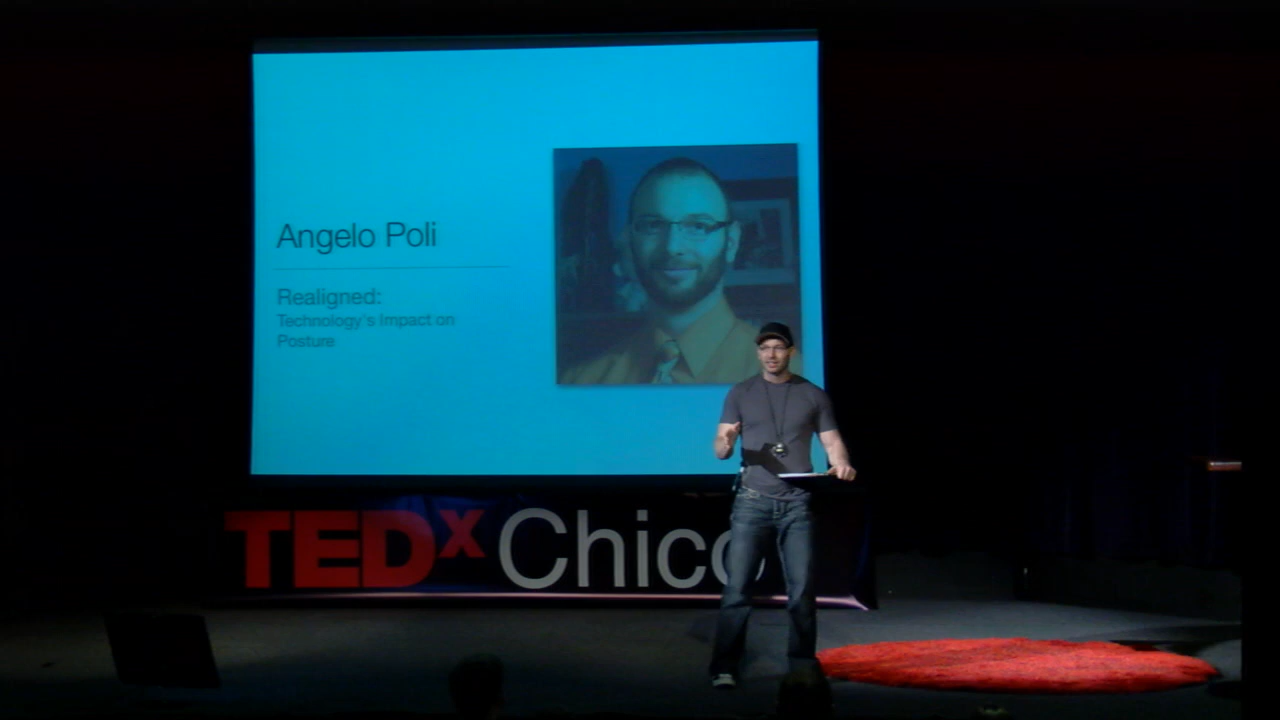 Angelo Poli
Realigned:
Technology's Impact on
Posture
TEDx Chico